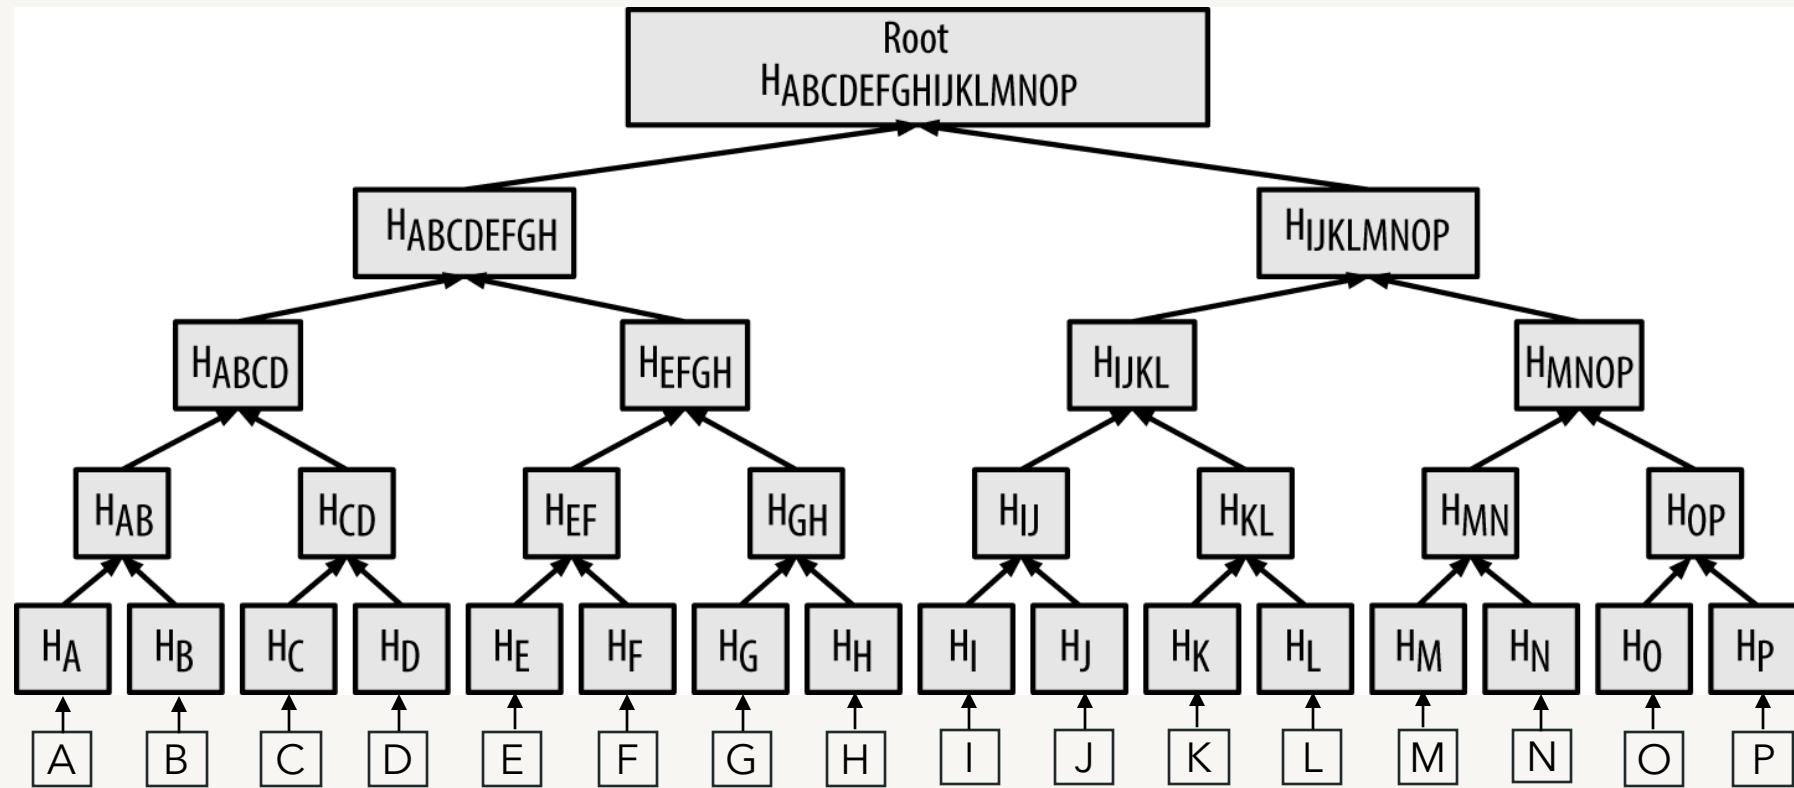 Root
HABCDEFGHIJKLMNOP
HABCDEFGH
HIJKLMNOP
HABCD
HEFGH
HIJKL
HMNOP
HAB
HCD
HEF
HGH
HIJ
HKL
HMN
HOP
HA
HB
HC
HD
HE
HF
HG
HH
HI
HJ
HK
HL
HM
HN
HO
HP
A
B
C
D
E
F
G
H
I
J
K
L
M
N
O
P